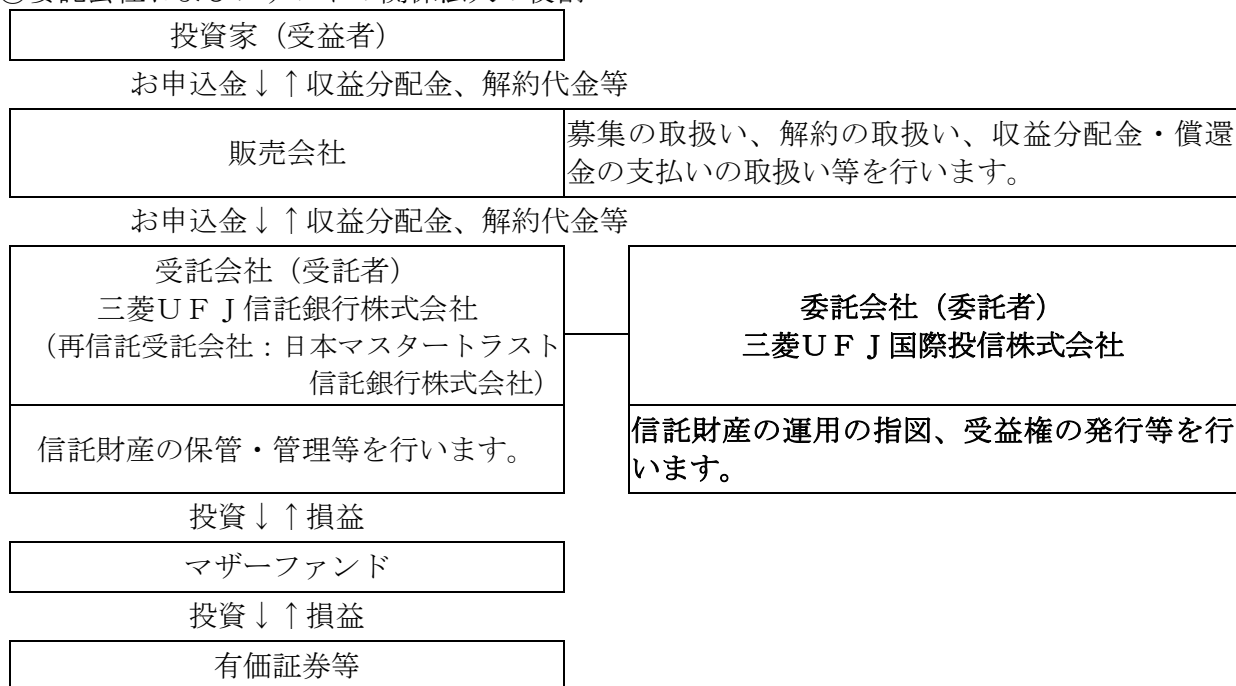 投資家（受益者）
お申込金↓↑収益分配金、解約代金等
販売会社
募集の取扱い、解約の取扱い、収益分配金・償還
金の支払いの取扱い等を行います。
お申込金↓↑収益分配金、解約代金等
受託会社（受託者）
三菱ＵＦＪ信託銀行株式会社
（再信託受託会社：日本マスタートラスト
信託銀行株式会社）
委託会社（委託者）
三菱ＵＦＪ国際投信株式会社
信託財産の保管・管理等を行います。
信託財産の運用の指図、受益権の発行等を行
います。
投資↓↑損益
マザーファンド
投資↓↑損益
有価証券等